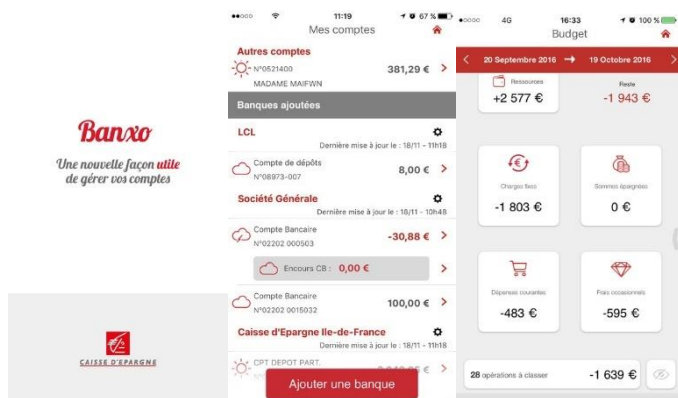 Banxo
Une nouvelle façon utile
de gérer vos comptes
CAISSE D'EPARGNE
11:19
67 %
Mes comptes
Autres comptes
N°0521400
381,29 €
MADAME MAIFWN
Banques ajoutées
LCL
Dernière mise à jour le : 18/11 - 11h18
Compte de dépôts
8,00 €
N°08973-007
Société Générale
Dernière mise à jour le : 18/11 - 10h48
Compte Bancaire
-30,88 €
N°02202 000503
Encours CB : 0,00 €
Compte Bancaire
100,00 €
N°02202 0015032
Caisse d'Epargne Ile-de-France
Dernière mise à jour le : 18/11 - 11h18
CPT DEPOT PART.
Ajouter une banque
4G
16:33
100 %
Budget
20 Septembre 2016 → 19 Octobre 2016
Ressources
Reste
+2 577 €
-1 943 €
Charges fixes
Sommes épargnées
-1 803 €
0 €
Dépenses courantes
Frais occasionnels
-483 €
-595 €
28 opérations à classer
-1 639 €